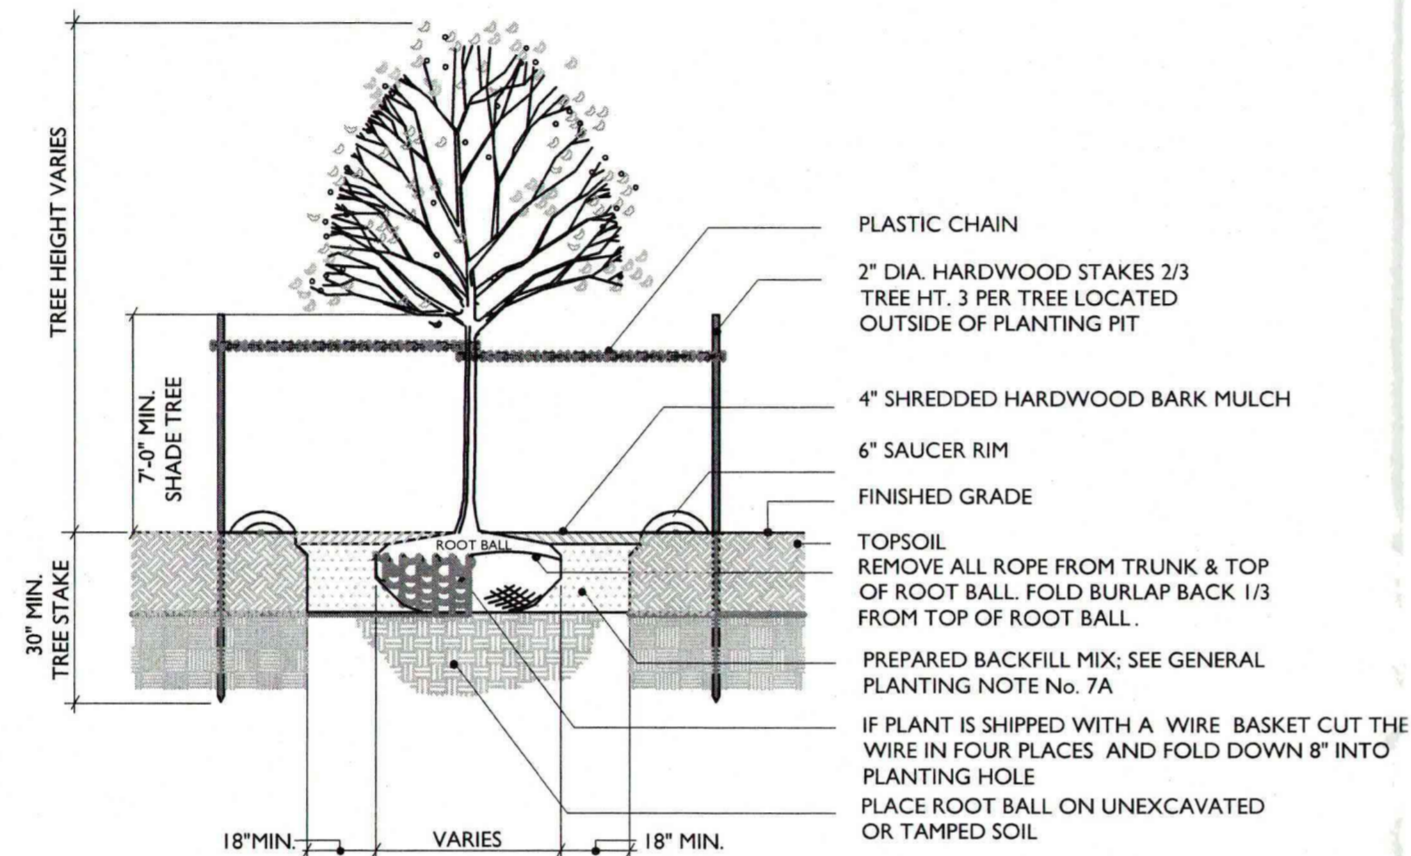 TREE HEIGHT VARIES
7'-0" MIN.
SHADE TREE
30" MIN.
TREE STAKE
PLASTIC CHAIN
2" DIA. HARDWOOD STAKES 2/3
TREE HT. 3 PER TREE LOCATED
OUTSIDE OF PLANTING PIT
4" SHREDDED HARDWOOD BARK MULCH
6" SAUCER RIM
FINISHED GRADE
ROOT BALL
TOPSOIL
REMOVE ALL ROPE FROM TRUNK & TOP
OF ROOT BALL. FOLD BURLAP BACK 1/3
FROM TOP OF ROOT BALL.
PREPARED BACKFILL MIX; SEE GENERAL
PLANTING NOTE No. 7A
IF PLANT IS SHIPPED WITH A WIRE BASKET CUT THE
WIRE IN FOUR PLACES AND FOLD DOWN 8" INTO
PLANTING HOLE
PLACE ROOT BALL ON UNEXCAVATED
OR TAMPED SOIL
18"MIN.
VARIES
18" MIN.